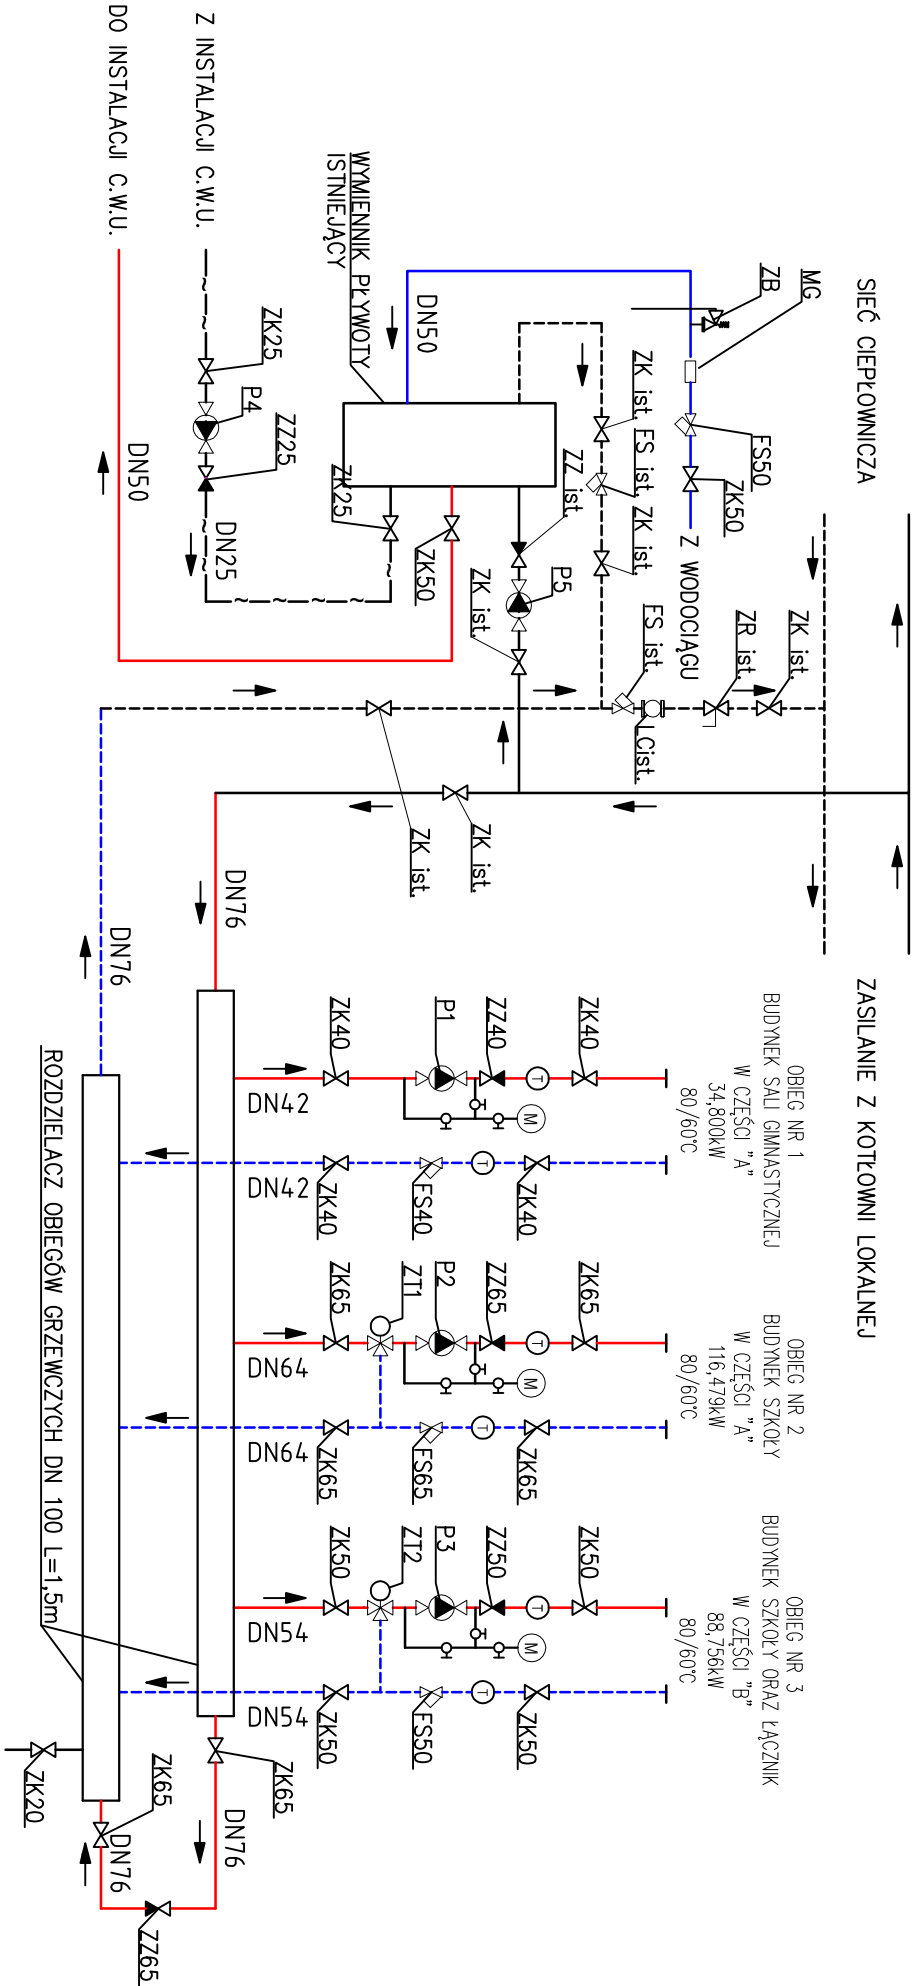 SIEĆ CIEPŁOWNICZA
ZASILANIE Z KOTŁOWNI LOKALNEJ
OBIEG NR 1
BUDYNEK SALI GIMNASTYCZNEJ
W CZĘŚCI "A"
34,800kW
80/60°C
OBIEG NR 2
BUDYNEK SZKOŁY
W CZĘŚCI "A"
116,479kW
80/60°C
OBIEG NR 3
BUDYNEK SZKOŁY ORAZ ŁĄCZNIK
W CZĘŚCI "B"
88,756kW
80/60°C
MG
ZB
FS50
ZK50
Z WODOCIĄGU
ZK ist.
ZR ist.
LCist.
FS ist.
ZK ist.
FS ist.
ZK ist.
ZZ ist.
P5
ZK ist.
DN50
WYMIENNIK PŁYWOTY
ISTNIEJĄCY
ZK25
ZK50
ZK ist.
ZK ist.
Z INSTALACJI C.W.U.
ZK25
P4
ZZ25
DN25
DO INSTALACJI C.W.U.
DN50
DN76
DN76
ZK40
ZZ40
T
P1
M
ZK40
DN42
ZK40
T
FS40
ZK40
DN42
ZK65
ZZ65
T
P2
M
ZT1
ZK65
DN64
ZK65
T
FS65
ZK65
DN64
ZK50
ZZ50
T
P3
M
ZT2
ZK50
DN54
ZK50
T
FS50
ZK50
DN54
ZK65
DN76
ZK65
DN76
ZZ65
ZK20
ROZDZIELACZ OBIEGÓW GRZEWCZYCH DN 100 L=1,5m